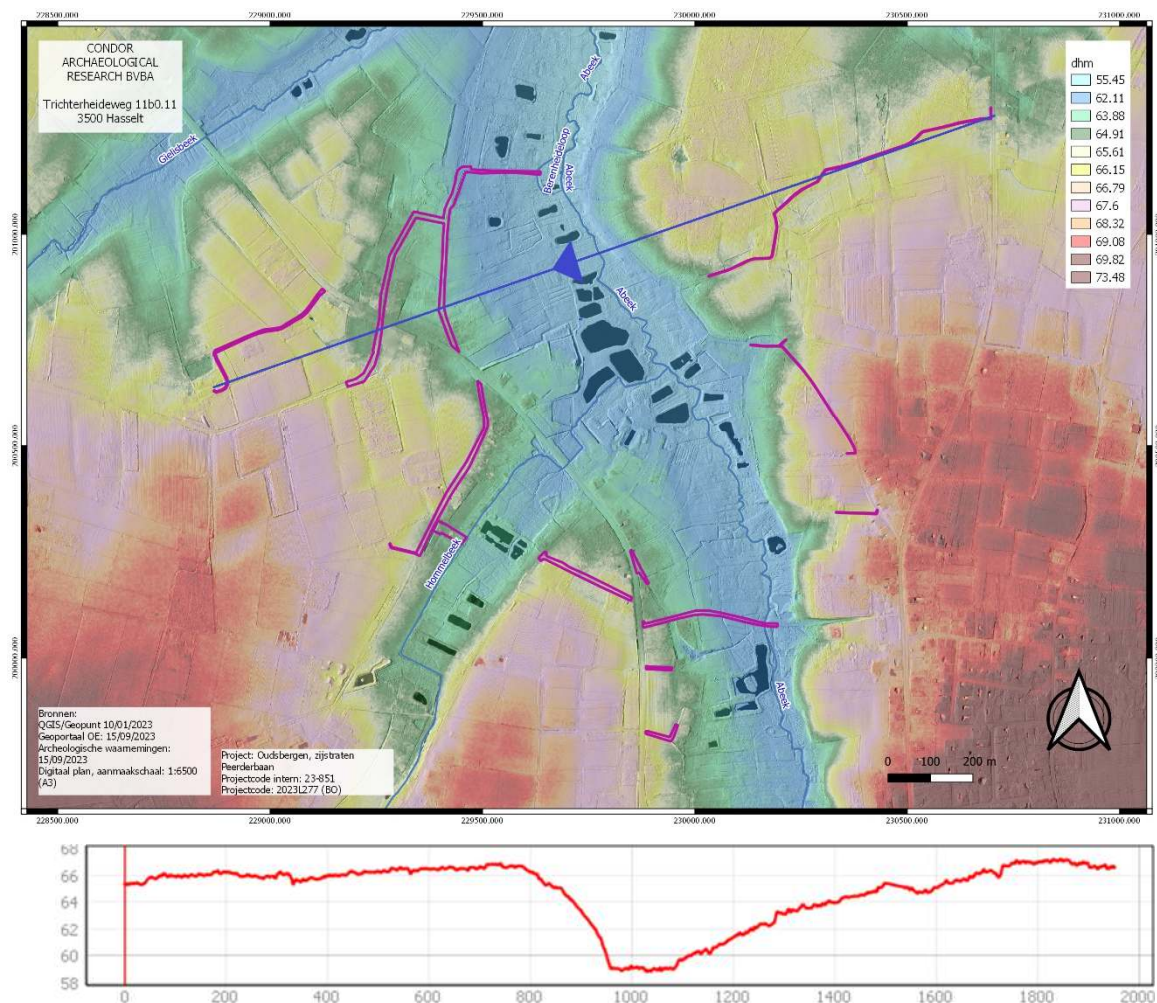 228500,000 229000,000 229500,000 230000,000 230500,000 231000,000
CONDOR
ARCHAEOLOGICAL
RESEARCH BVBA
Trichterheideweg 11b0.11
3500 Hasselt
dhm
55.45
62.11
63.88
64.91
65.61
66.15
66.79
67.6
68.32
69.08
69.82
73.48
Gielisbeek
Abeek
Berenheideloop
Abeek
Abeek
Hommelbeek
Abeek
201000,000
200500,000
200000,000
Bronnen:
QGIS/Geopunt 10/01/2023
Geoportaal OE: 15/09/2023
Archeologische waarnemingen:
15/09/2023
Digitaal plan, aanmaakschaal: 1:6500
(A3)
Project: Oudsbergen, zijstraten
Peerderbaan
Projectcode intern: 23-851
Projectcode: 2023L277 (BO)
0 100 200 m
228500,000 229000,000 229500,000 230000,000 230500,000 231000,000
68
66
64
62
60
58
0 200 400 600 800 1000 1200 1400 1600 1800 2000